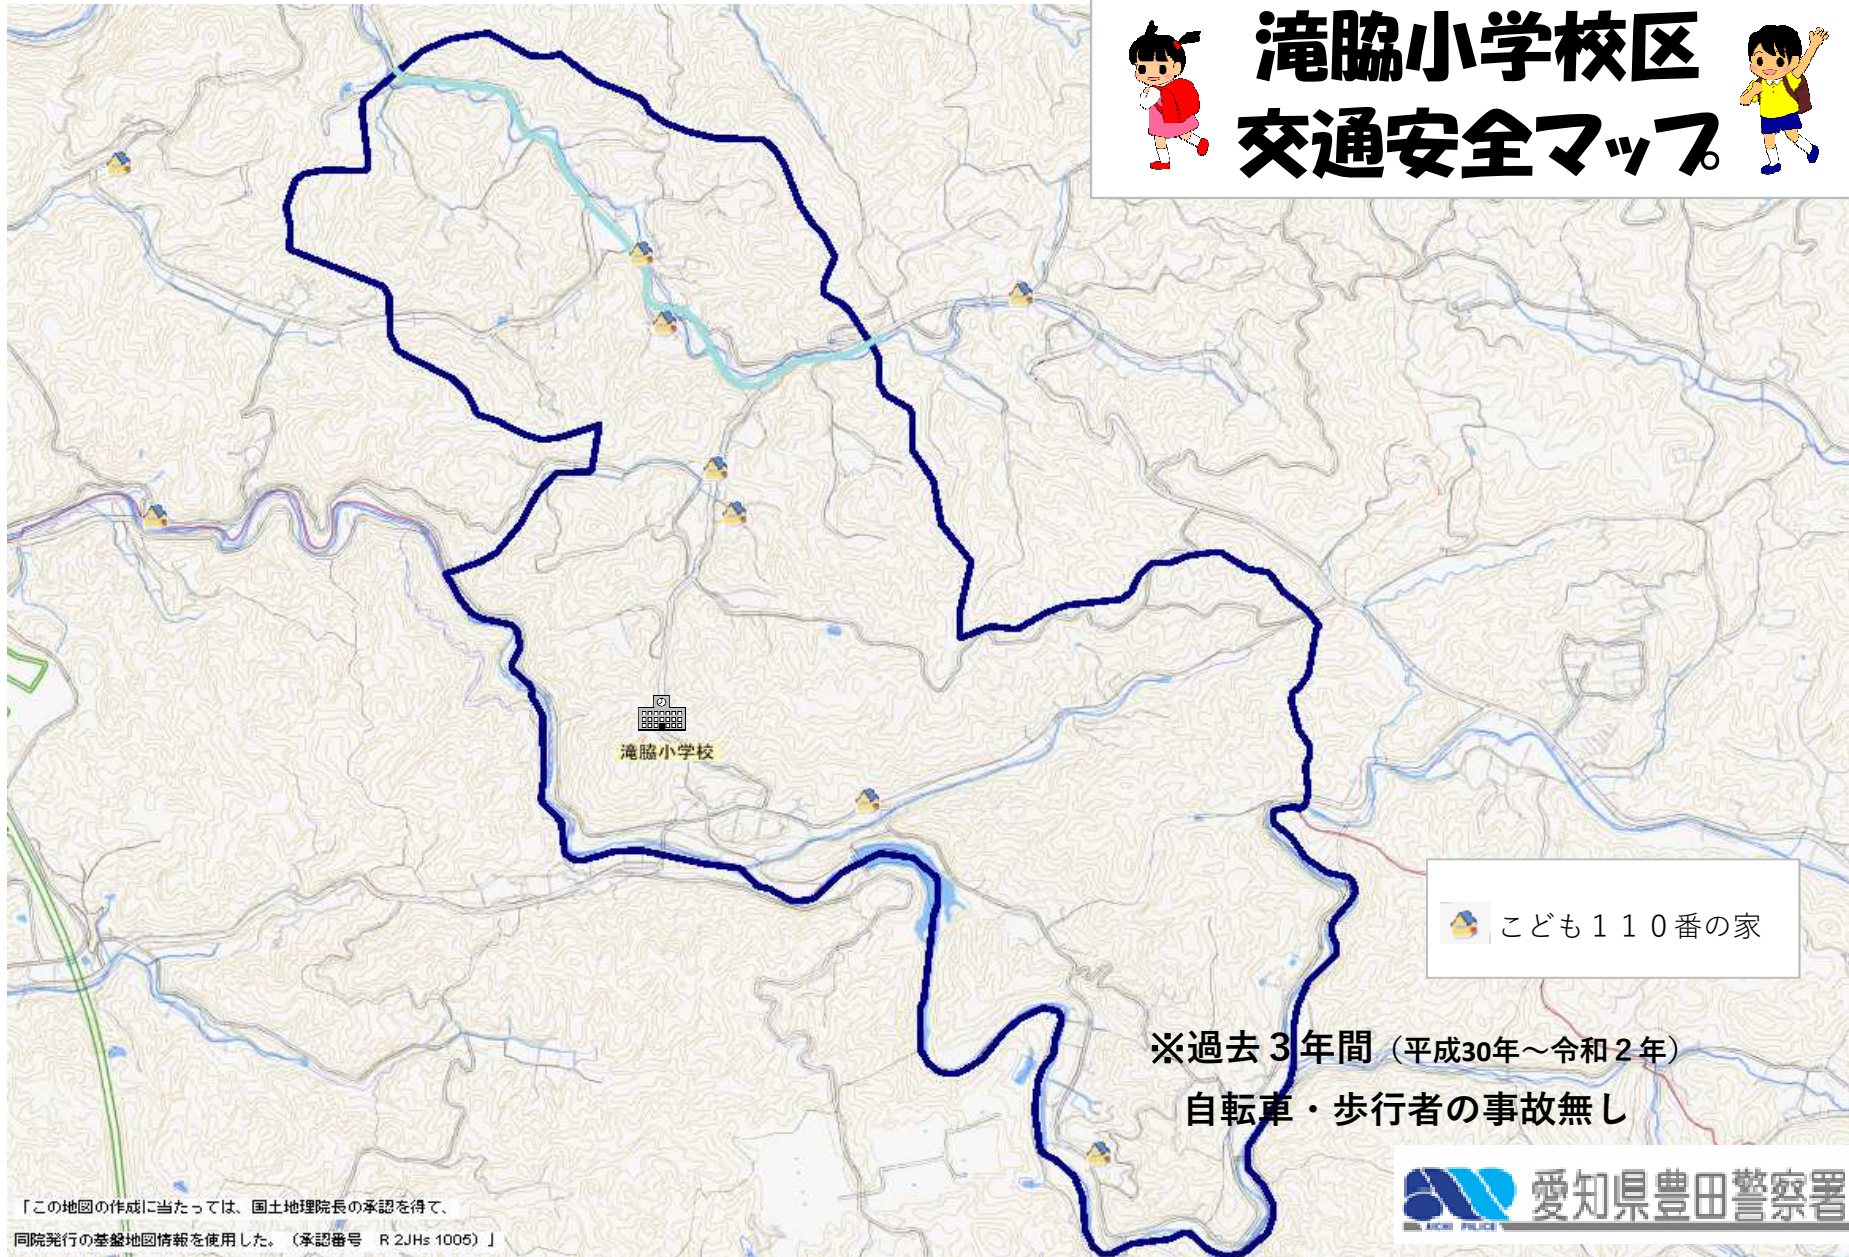 滝脇小学校区
交通安全マップ
滝脇小学校
こども１１０番の家
※過去３年間（平成30年～令和２年）
自転車・歩行者の事故無し
AICHI POLICE
愛知県豊田警察署
「この地図の作成に当たっては、国土地理院長の承認を得て、
同院発行の基盤地図情報を使用した。（承認番号　R 2JHs 1005）」